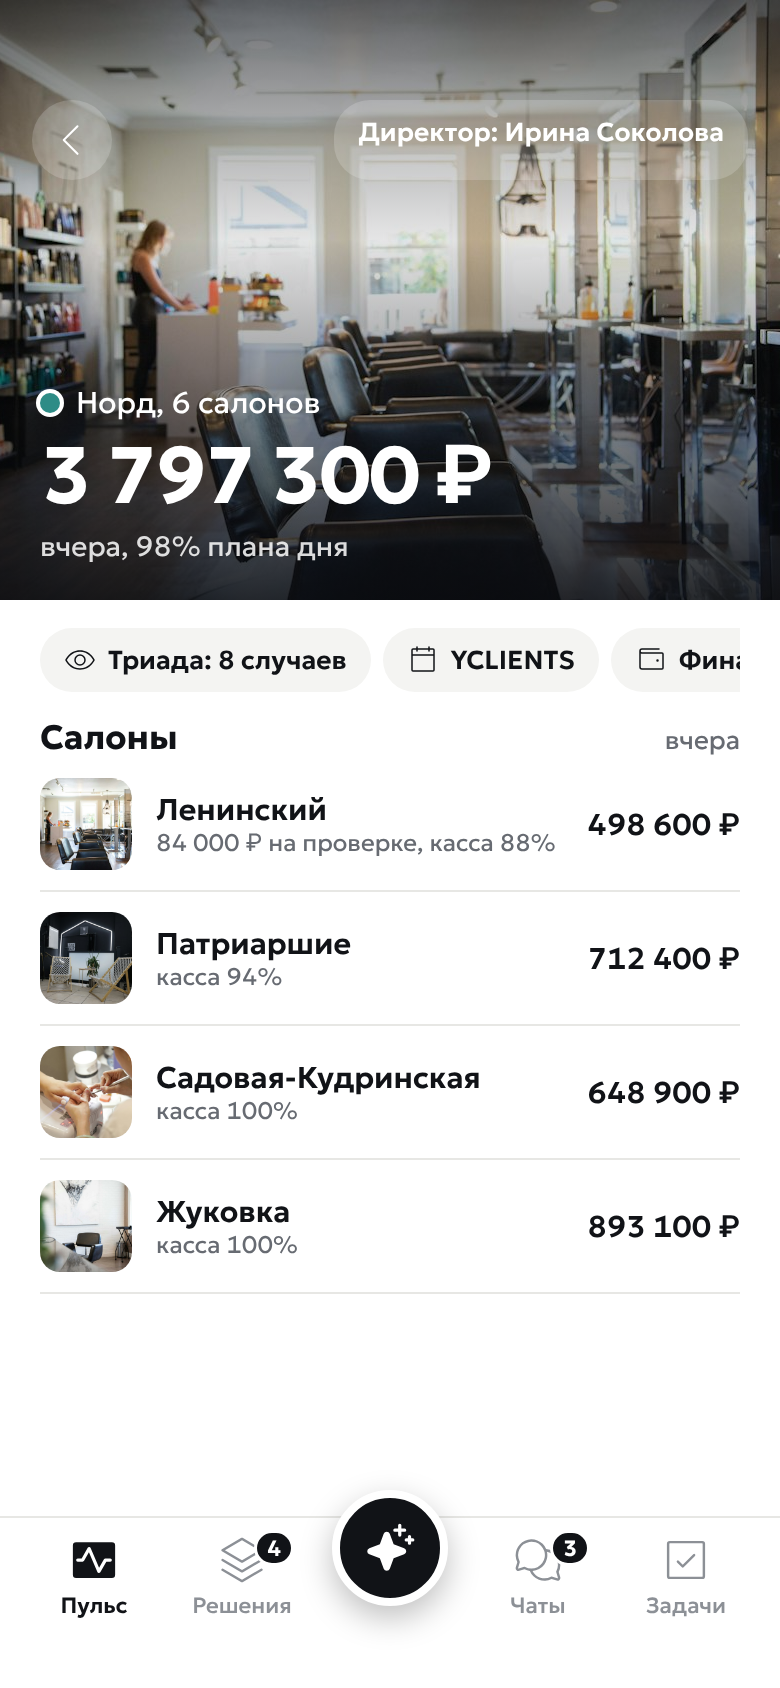 Директор: Ирина Соколова
Норд, 6 салонов
3 797 300 ₽
вчера, 98% плана дня
Триада: 8 случаев
YCLIENTS
Фина
Салоны
вчера
Ленинский
84 000 ₽ на проверке, касса 88%
498 600 ₽
Патриаршие
касса 94%
712 400 ₽
Садовая-Кудринская
касса 100%
648 900 ₽
Жуковка
касса 100%
893 100 ₽
4
3
Пульс
Решения
Чаты
Задачи